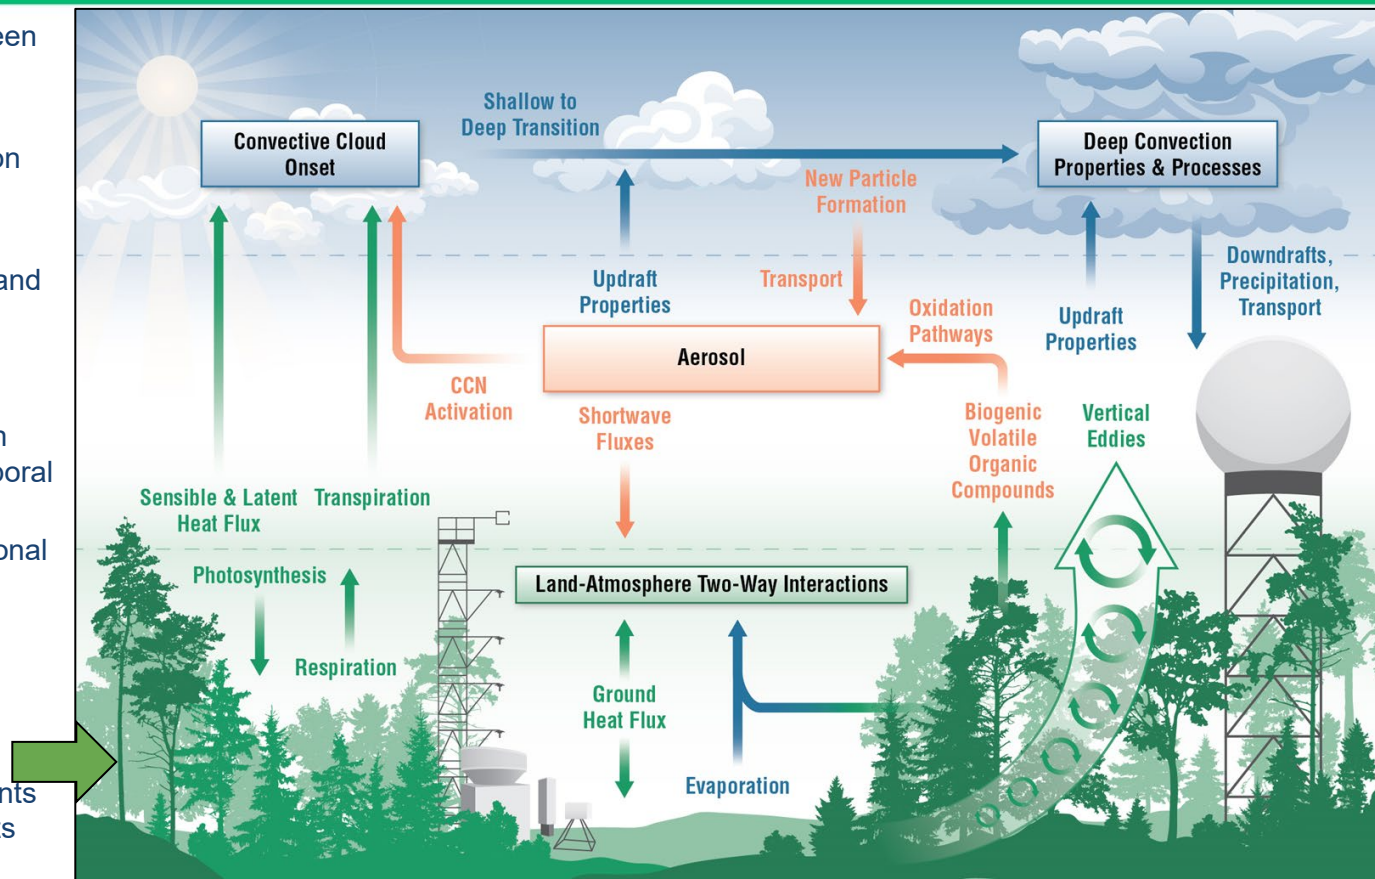 and
Shallow to
Deep Transition
Convective Cloud
Onset
Deep Convection
Properties & Processes
New Particle
Formation
Downdrafts,
Precipitation,
Transport
Updraft
Properties
Transport
Oxidation
Pathways
Updraft
Properties
Aerosol
CCN
Activation
Shortwave
Fluxes
Biogenic
Volatile
Organic
Compounds
Vertical
Eddies
Sensible & Latent
Heat Flux
Transpiration
Photosynthesis
Land-Atmosphere Two-Way Interactions
Respiration
Ground
Heat Flux
Evaporation